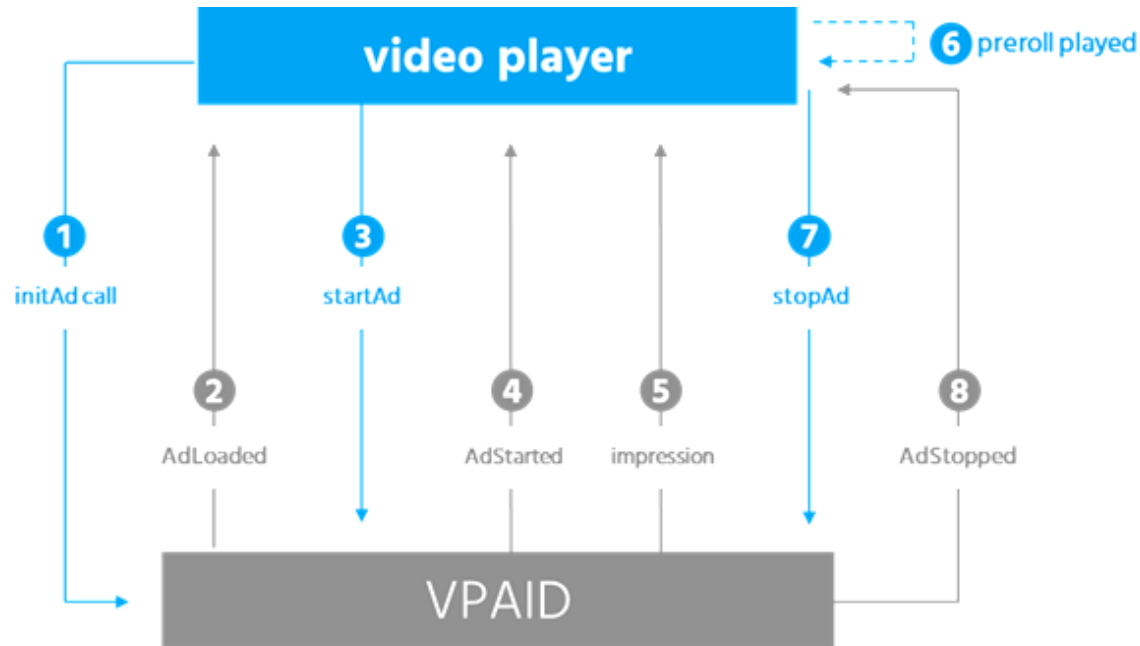 video player
6 preroll played
1
3
7
initAd call
startAd
stopAd
2
4
5
8
AdLoaded
AdStarted
impression
AdStopped
VPAID